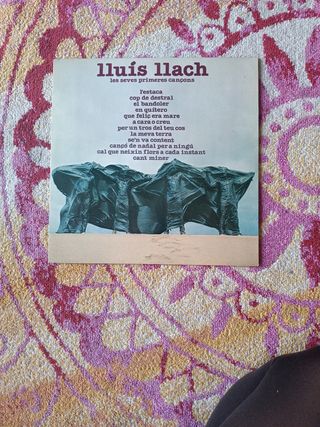 lluís llach
les seves primeres cançons
l'estaca
cop de destral
el bandoler
en quitero
que feliç era mare
a cara o creu
per un tros del teu cos
la meva terra
se'n va content
cançó de nadal per a ningú
cal que neixin flors a cada instant
cant miner